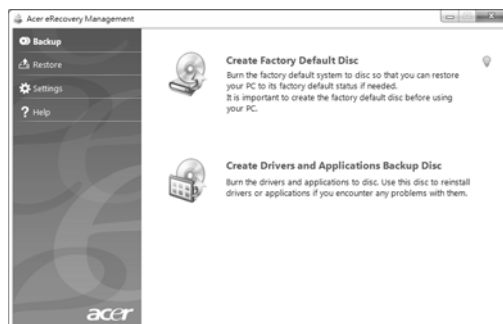 Acer eRecovery Management
Backup
Restore
Settings
Help
Create Factory Default Disc
Burn the factory default system to disc so that you can restore
your PC to its factory default status if needed.
It is important to create the factory default disc before using
your PC.
Create Drivers and Applications Backup Disc
Burn the drivers and applications to disc. Use this disc to reinstall
drivers or applications if you encounter any problems with them.
acer